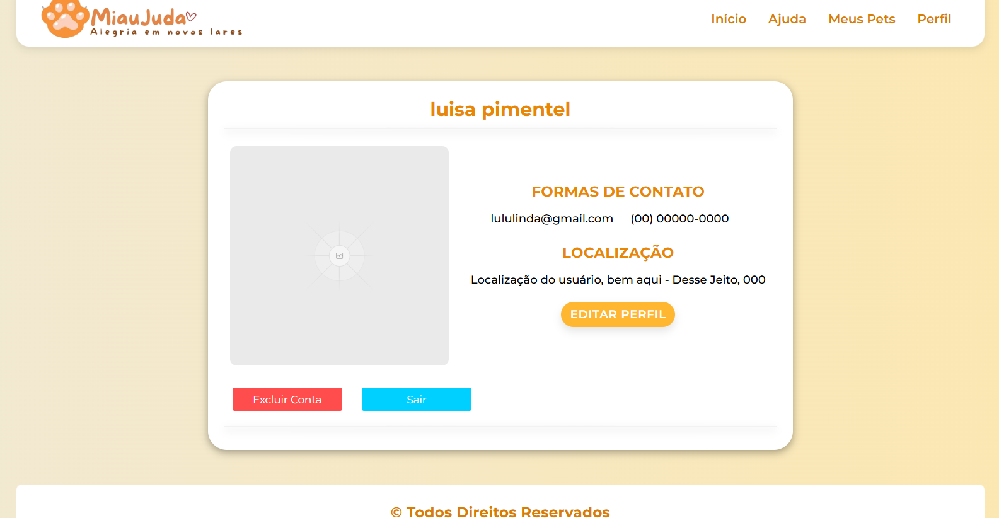 MiauJuda
Alegria em novos lares
Início Ajuda Meus Pets Perfil
luisa pimentel
FORMAS DE CONTATO
lululinda@gmail.com (00) 00000-0000
LOCALIZAÇÃO
Localização do usuário, bem aqui - Desse Jeito, 000
EDITAR PERFIL
Excluir Conta Sair
© Todos Direitos Reservados